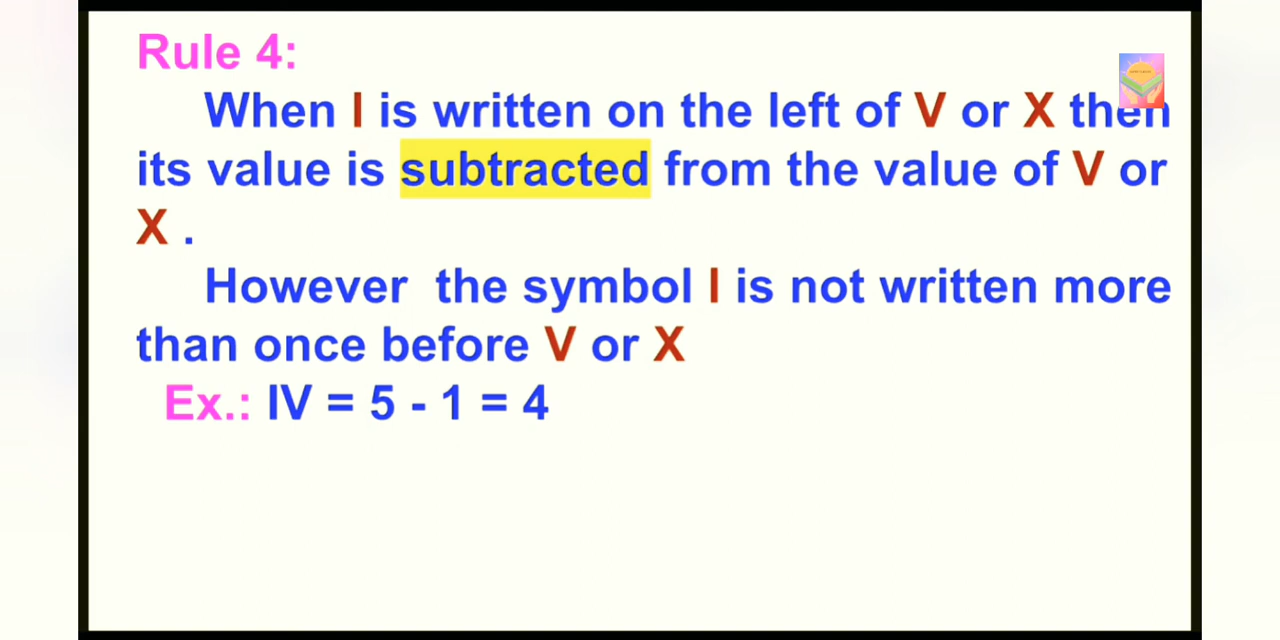 Rule 4:
When I is written on the left of V or X then
its value is subtracted from the value of V or
X .
However the symbol I is not written more
than once before V or X
Ex.: IV = 5 - 1 = 4